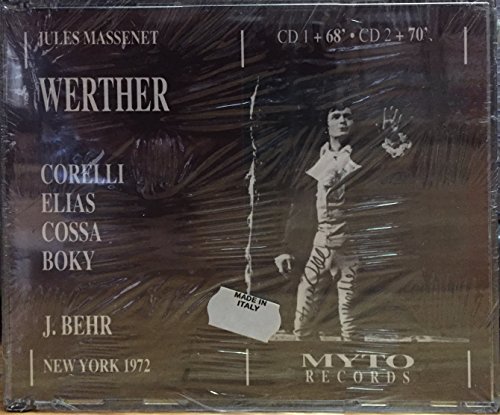 JULES MASSENET
CD 1 + 68' • CD 2 + 70'
WERTHER
CORELLI
ELIAS
COSSA
BOKY
J. BEHR
NEW YORK 1972
MADE IN
ITALY
MYTO
RECORDS